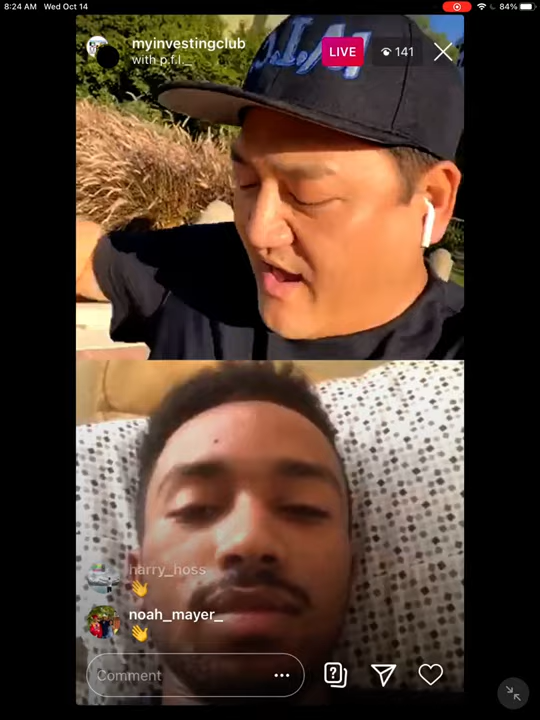 8:24 AM Wed Oct 14
84%
myinvestingclub
with p.f.l._
LIVE
141
harry_hoss
👋
noah_mayer_
👋
Comment